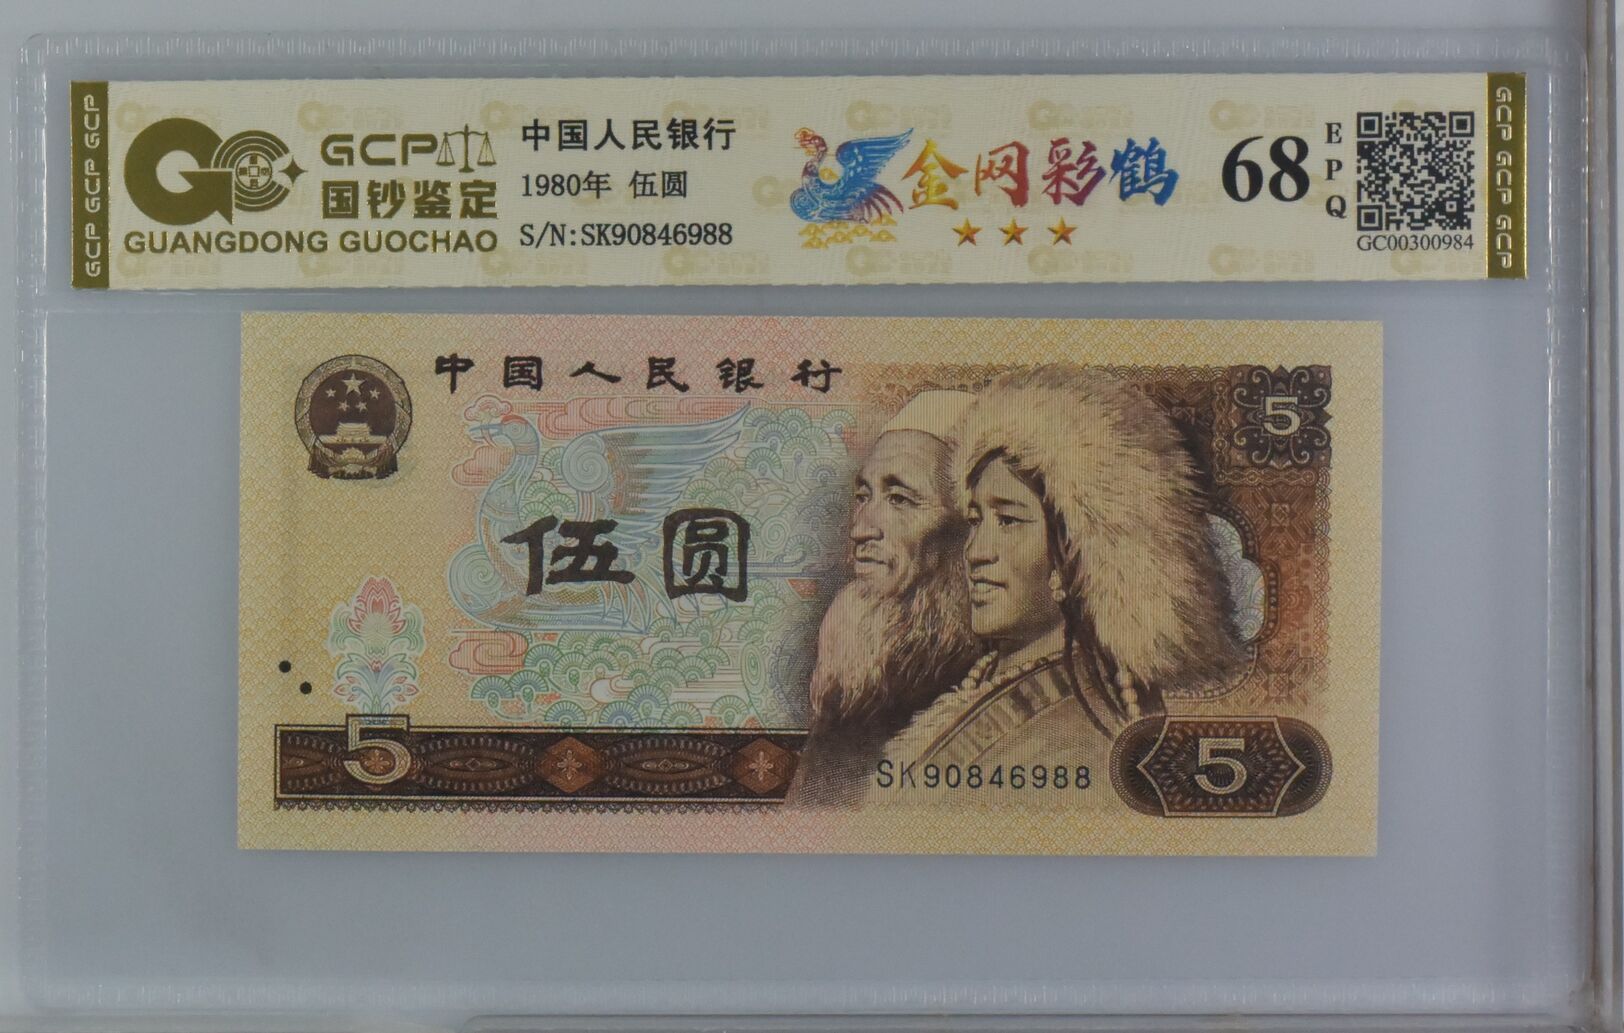 GCP
国钞鉴定
GUANGDONG GUOCHAO
中国人民银行
1980年 伍圆
S/N:SK90846988
金网彩鹤
68
EPQ
GC00300984
GCP GCP GCP
GCP GCP GCP
中国人民银行
5
伍圆
5
SK90846988
5